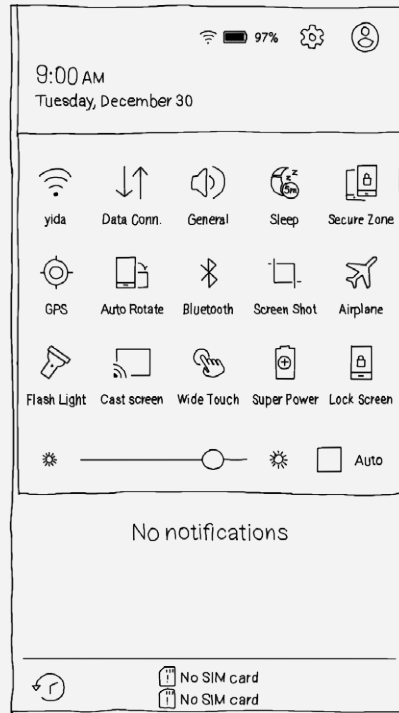 97%
9:00 AM
Tuesday, December 30
yida Data Conn. General Sleep Secure Zone
GPS Auto Rotate Bluetooth Screen Shot Airplane
Flash Light Cast screen Wide Touch Super Power Lock Screen
Auto
No notifications
No SIM card
No SIM card